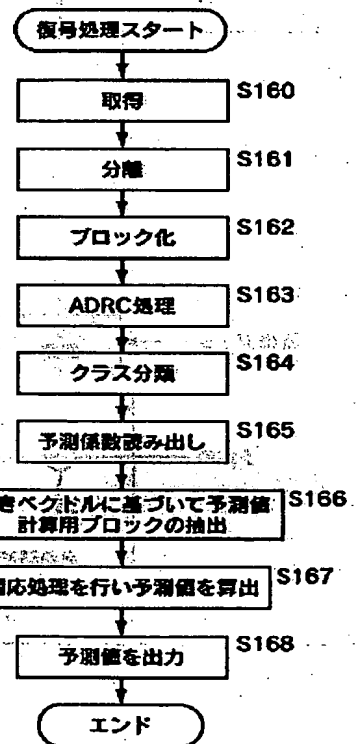 復号処理スタート
取得 S160
分離 S161
ブロック化 S162
ADRC処理 S163
クラス分類 S164
予測係数読み出し S165
きベクトルに基づいて予測値 S166
計算用ブロックの抽出
応処理を行い予測値を算出 S167
予測値を出力 S168
エンド